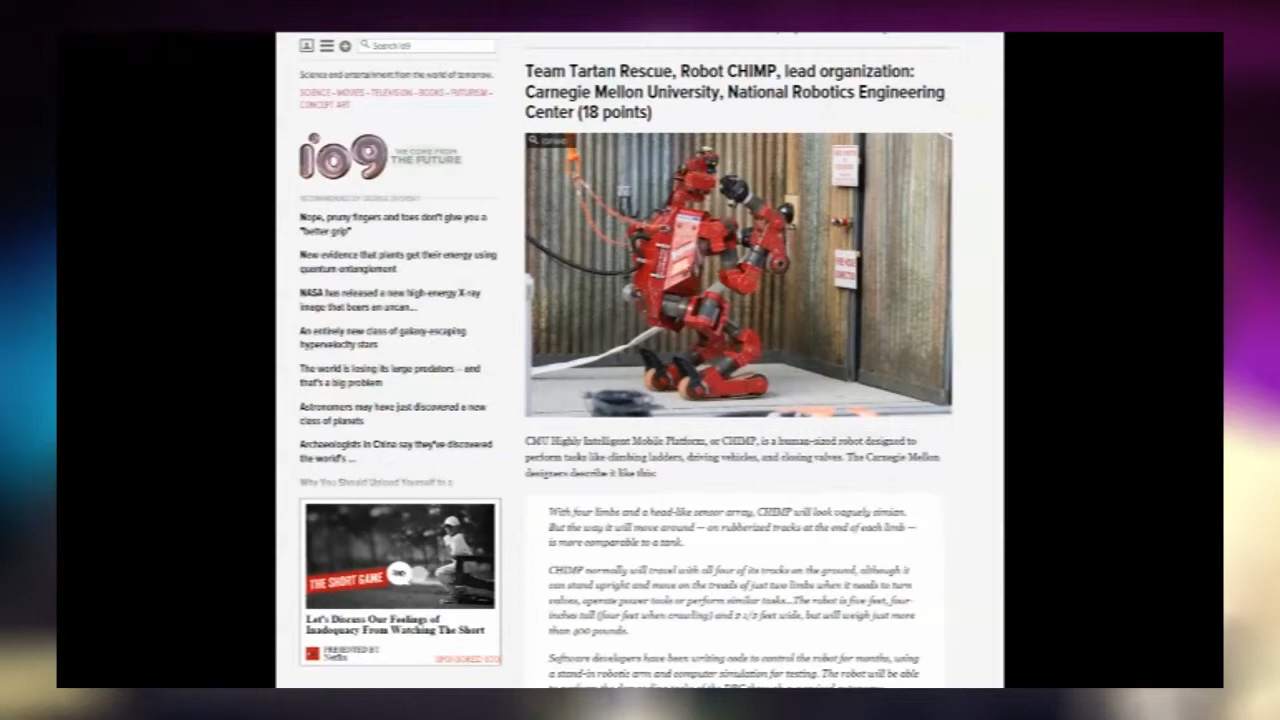 Search io9
Science and entertainment from the world of tomorrow.
SCIENCE - MOVIES - TELEVISION - BOOKS - FUTURISM -
CONCEPT ART
io9
WE COME FROM
THE FUTURE
Nope, pruny fingers and toes don't give you a
"better grip"
New evidence that plants get their energy using
quantum entanglement
NASA has released a new high-energy X-ray
image that bears an uncan...
An entirely new class of galaxy-escaping
hypervelocity stars
The world is losing its large predators – and
that's a big problem
Astronomers may have just discovered a new
class of planets
Archaeologists in China say they've discovered
the world's ...
Why You Should Upload Yourself to a
THE SHORT GAME
Let's Discuss Our Feelings of
Inadequacy From Watching The Short
PRESENTED BY
Netflix
SPONSORED
Team Tartan Rescue, Robot CHIMP, lead organization:
Carnegie Mellon University, National Robotics Engineering
Center (18 points)
CMU Highly Intelligent Mobile Platform, or CHIMP, is a human-sized robot designed to
perform tasks like climbing ladders, driving vehicles, and closing valves. The Carnegie Mellon
designers describe it like this:
With four limbs and a head-like sensor array, CHIMP will look vaguely simian.
But the way it will move around — on rubberized tracks at the end of each limb —
is more comparable to a tank.
CHIMP normally will travel with all four of its tracks on the ground, although it
can stand upright and move on the treads of just two limbs when it needs to turn
valves, operate power tools or perform similar tasks...The robot is five feet, four-
inches tall (four feet when crawling) and 2 1/2 feet wide, but will weigh just more
than 400 pounds.
Software developers have been writing code to control the robot for months, using
a stand-in robotic arm and computer simulation for testing. The robot will be able